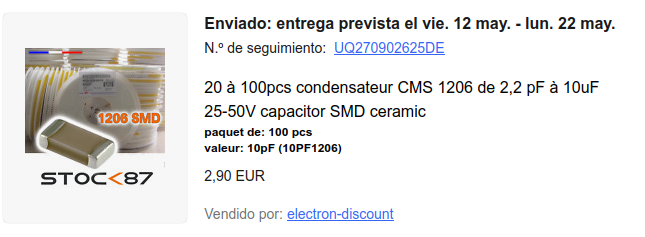 Enviado: entrega prevista el vie. 12 may. - lun. 22 may.
N.º de seguimiento: UQ270902625DE
20 à 100pcs condensateur CMS 1206 de 2,2 pF à 10uF
25-50V capacitor SMD ceramic
paquet de: 100 pcs
valeur: 10pF (10PF1206)
2,90 EUR
Vendido por: electron-discount
1206 SMD
STOC<87